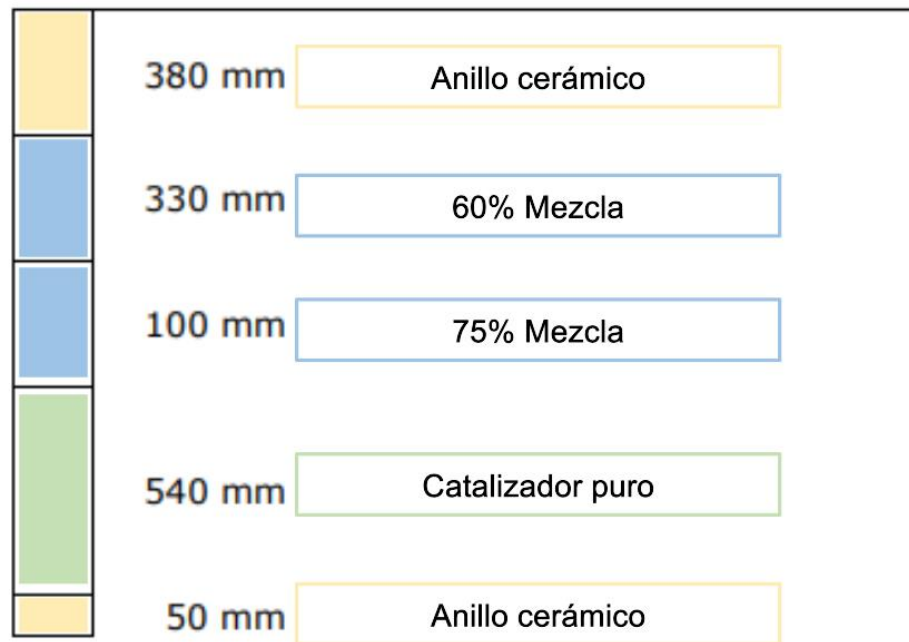 380 mm Anillo cerámico
330 mm 60% Mezcla
100 mm 75% Mezcla
540 mm Catalizador puro
50 mm Anillo cerámico